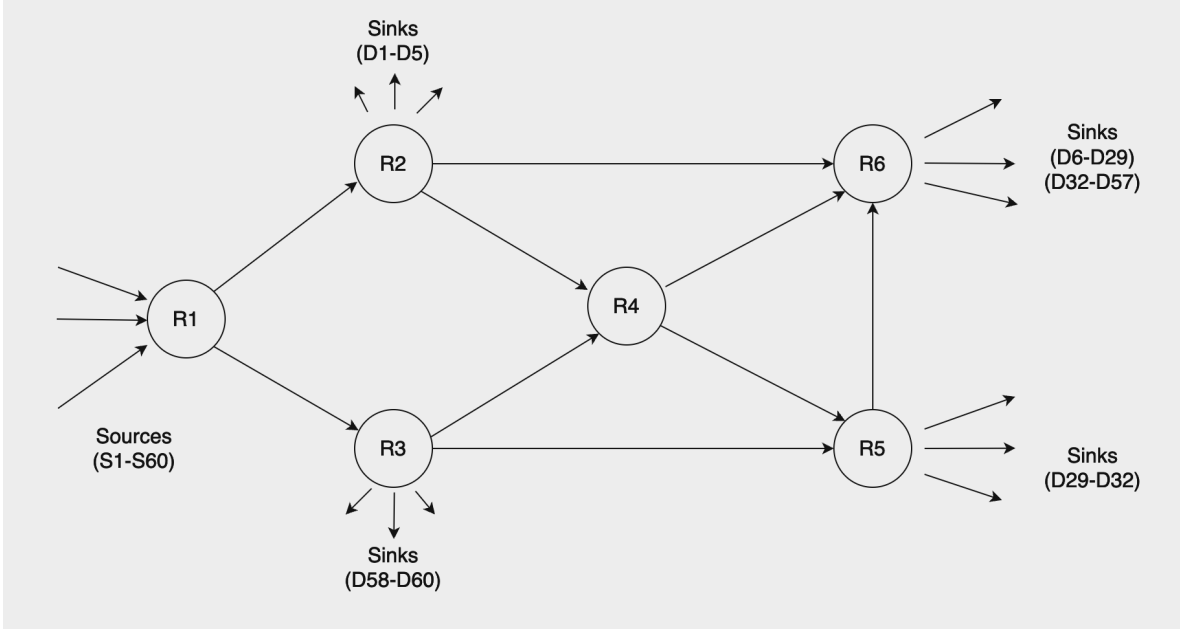 Sinks
(D1-D5)
R2
R6
Sinks
(D6-D29)
(D32-D57)
R1
R4
Sources
(S1-S60)
R3
R5
Sinks
(D29-D32)
Sinks
(D58-D60)